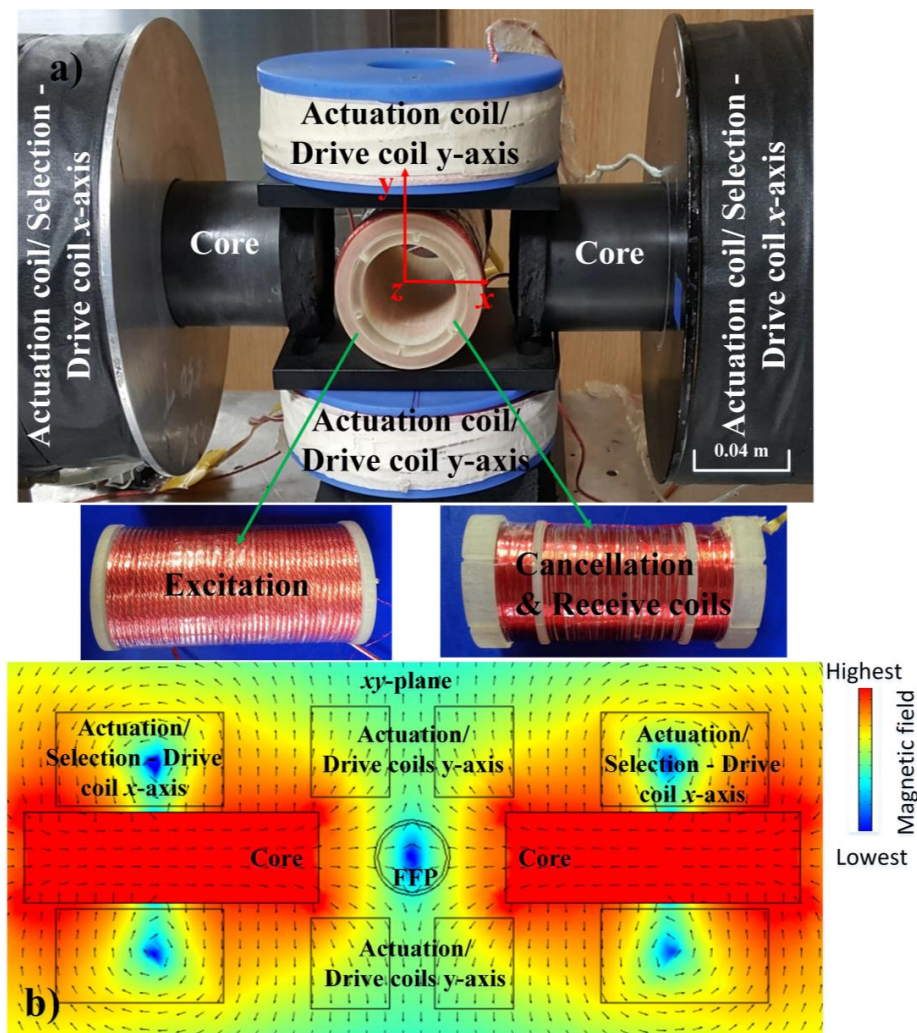 a)
Actuation coil/ Selection -
Drive coil x-axis
Actuation coil/
Drive coil y-axis
y
Core
Core
z
x
Actuation coil/ Selection -
Drive coil x-axis
Actuation coil/
Drive coil y-axis
0.04 m
Excitation
Cancellation
& Receive coils
xy-plane
Actuation/
Selection - Drive
coil x-axis
Actuation/
Drive coils y-axis
Actuation/
Selection - Drive
coil x-axis
Core
FFP
Core
Actuation/
Drive coils y-axis
b)
Highest
Magnetic field
Lowest